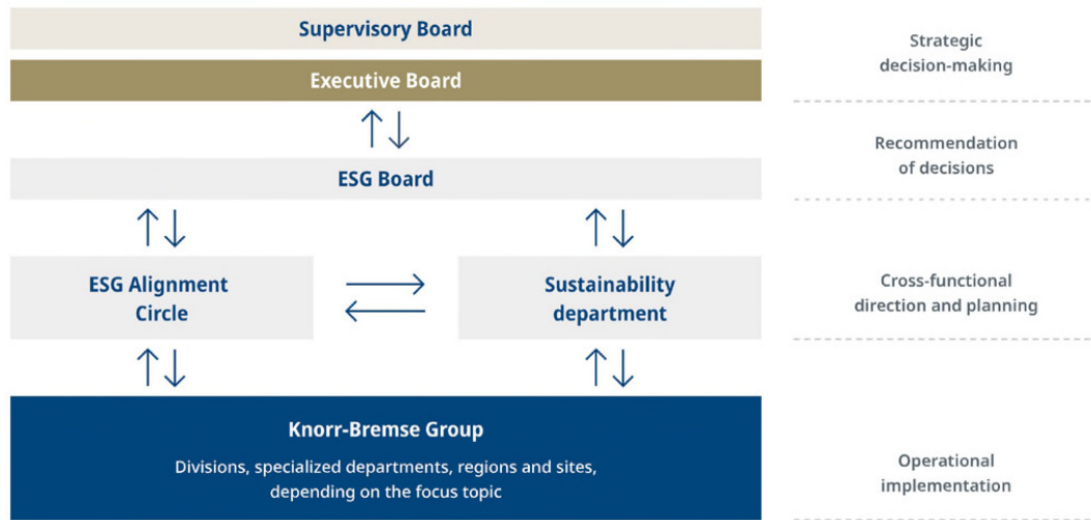 Supervisory Board
Strategic
decision-making
Executive Board
Recommendation
of decisions
ESG Board
ESG Alignment
Circle
Sustainability
department
Cross-functional
direction and planning
Knorr-Bremse Group
Divisions, specialized departments, regions and sites,
depending on the focus topic
Operational
implementation